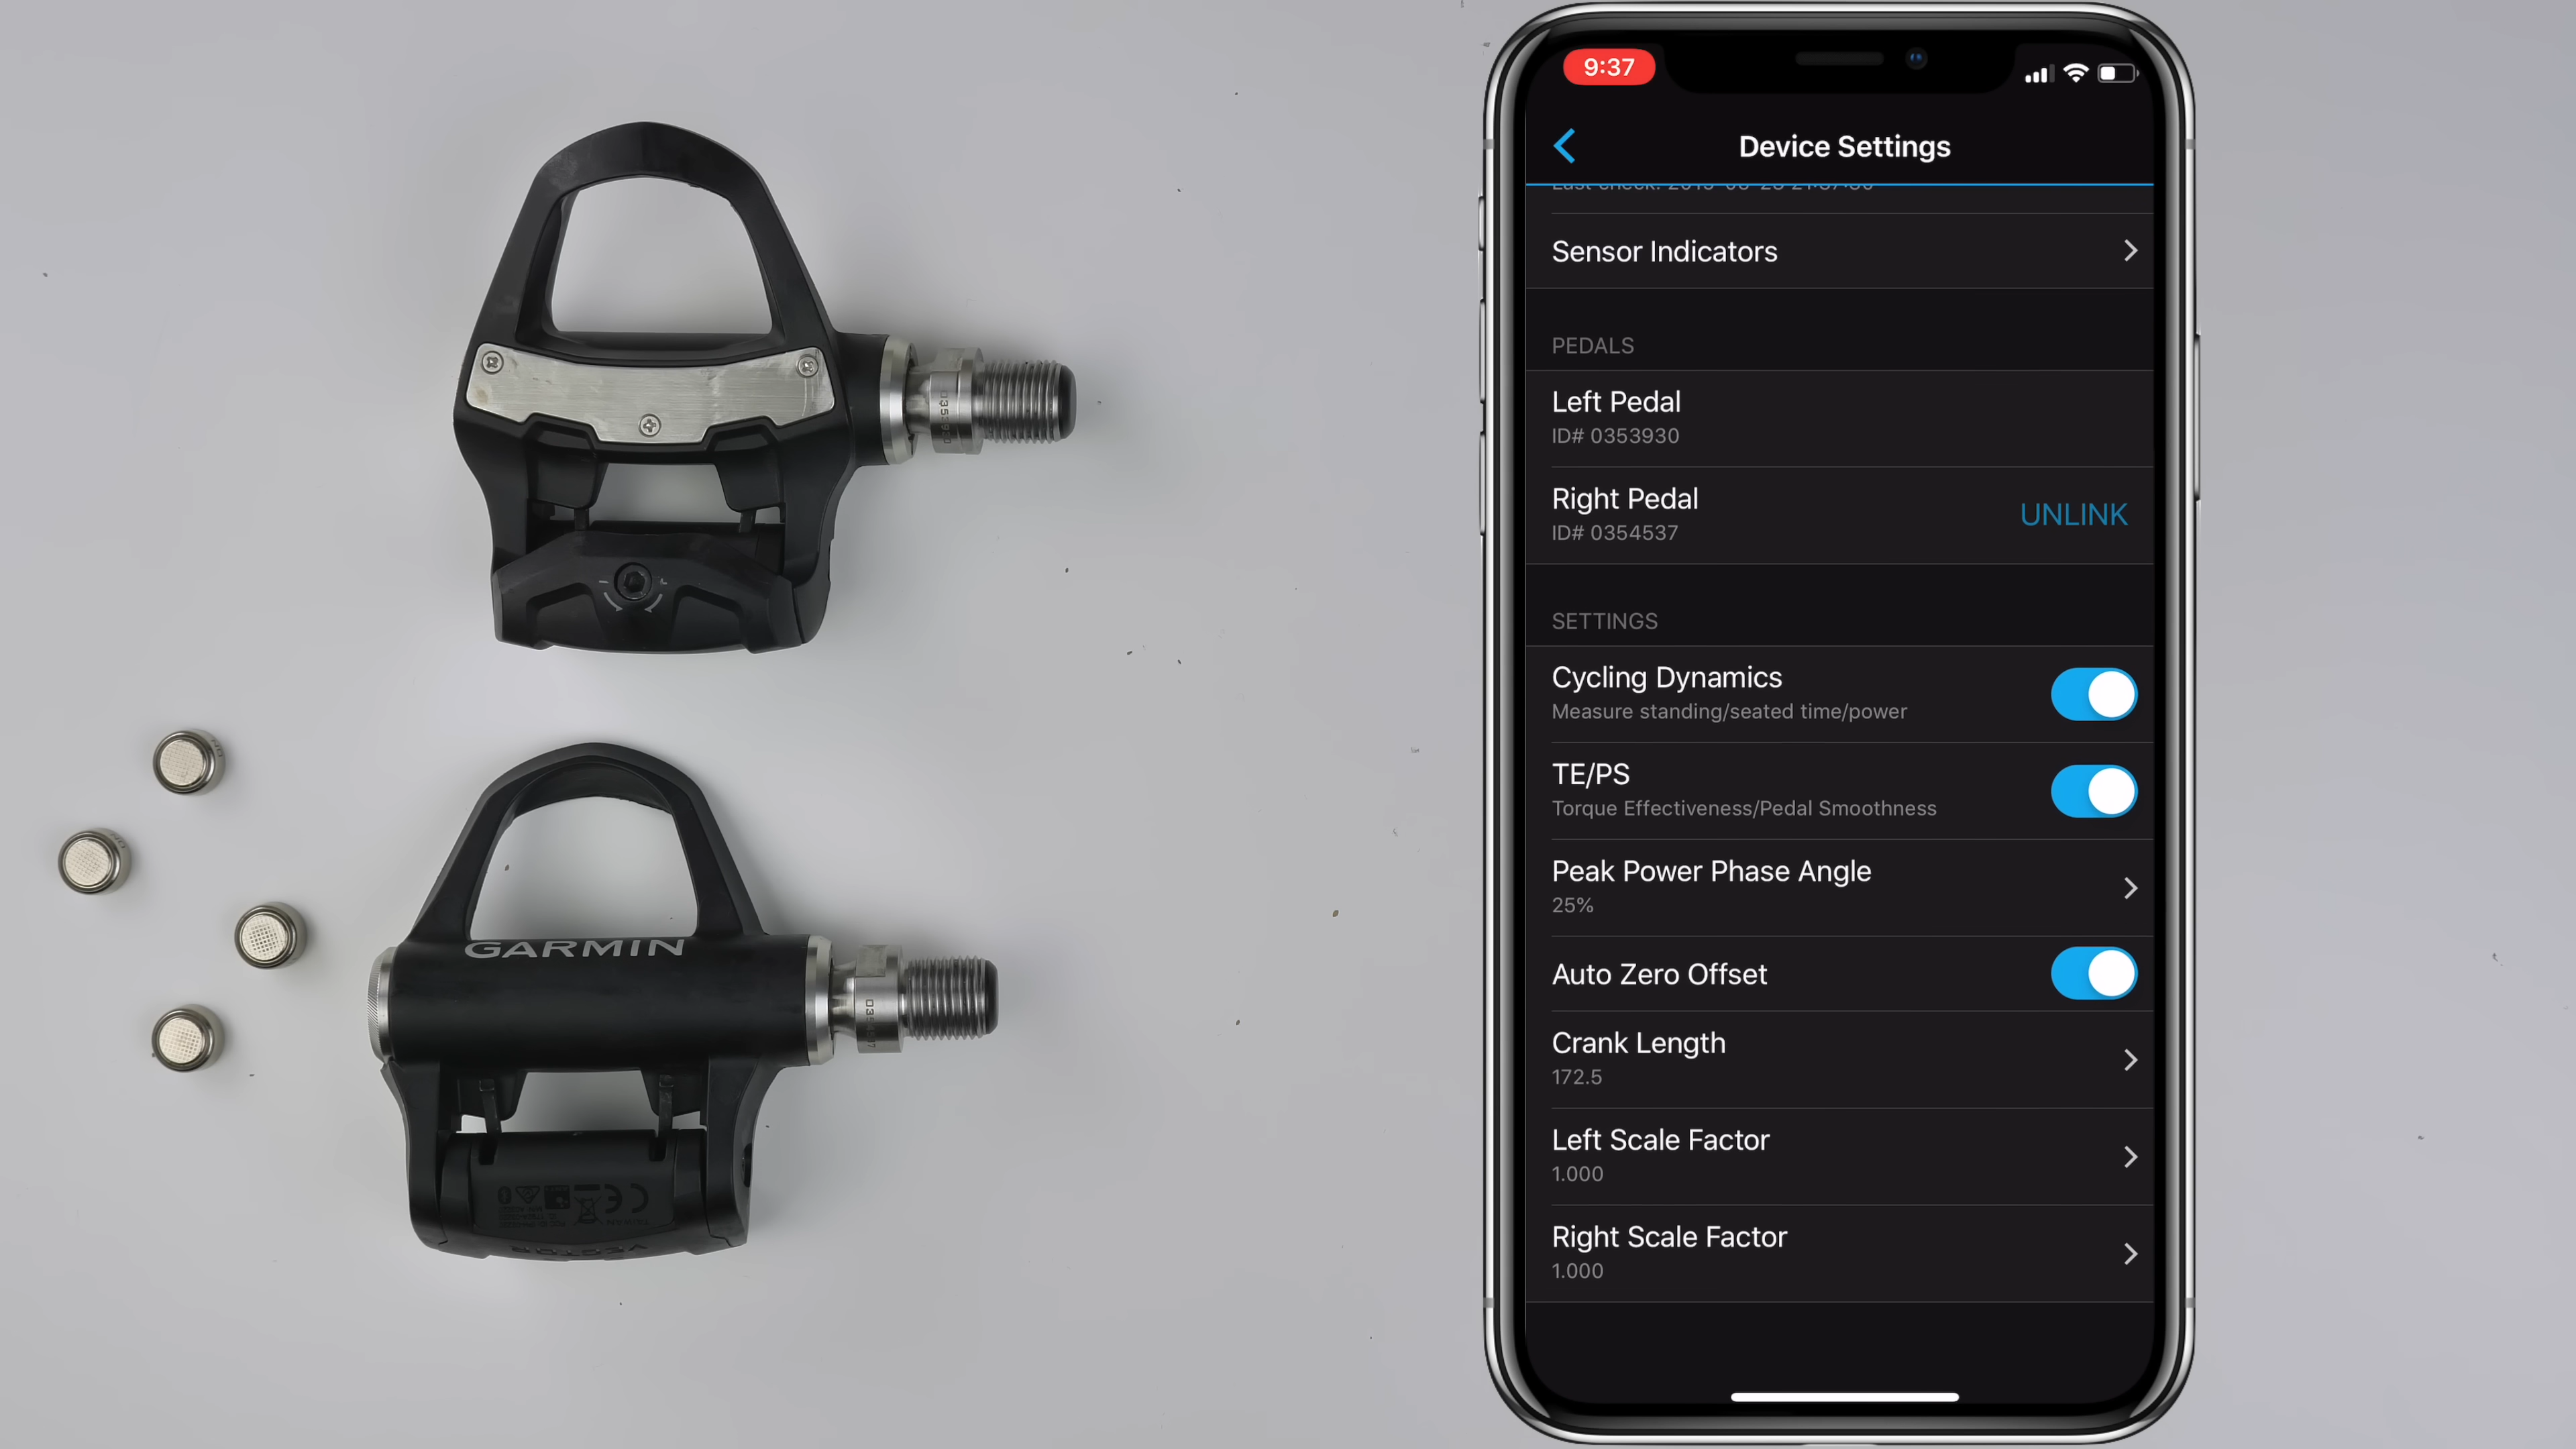 GARMIN
9:37
Device Settings
Sensor Indicators
PEDALS
Left Pedal
ID# 0353930
Right Pedal
ID# 0354537
UNLINK
SETTINGS
Cycling Dynamics
Measure standing/seated time/power
TE/PS
Torque Effectiveness/Pedal Smoothness
Peak Power Phase Angle
25%
Auto Zero Offset
Crank Length
172.5
Left Scale Factor
1.000
Right Scale Factor
1.000